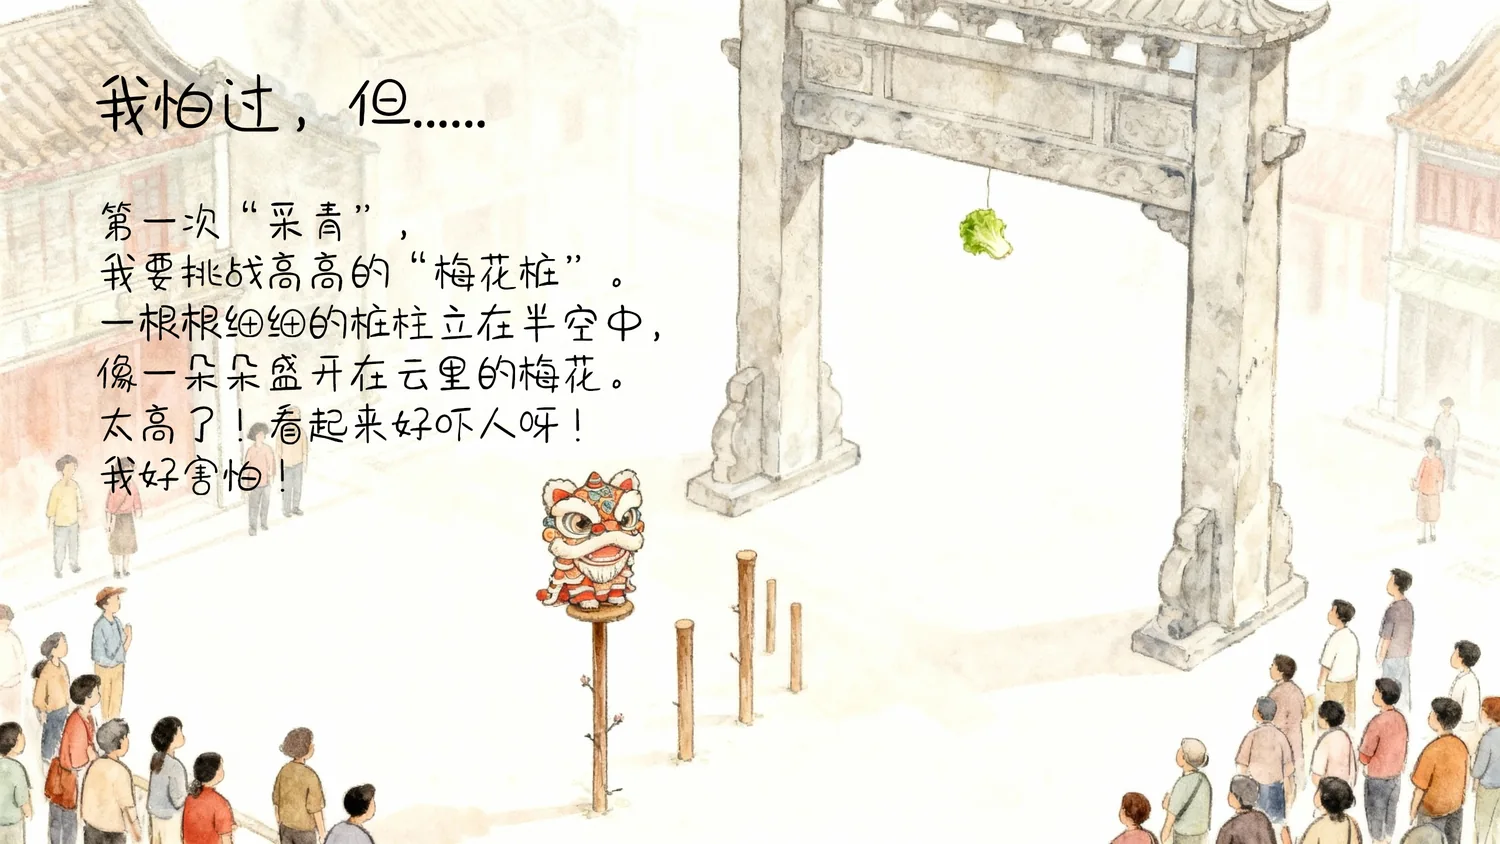 我怕过，但……
第一次“采青”，
我要挑战高高的“梅花桩”。
一根根细细的桩柱立在半空中，
像一朵朵盛开在云里的梅花。
太高了！看起来好吓人呀！
我好害怕！